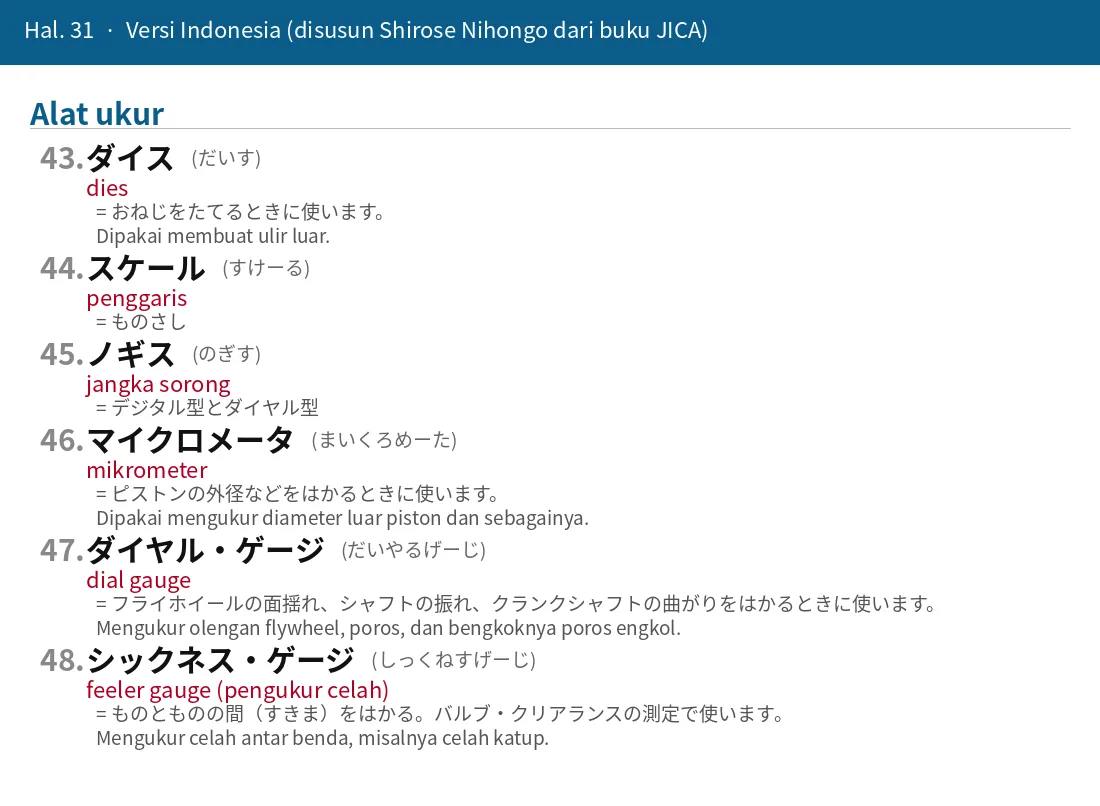 Hal. 31 · Versi Indonesia (disusun Shirose Nihongo dari buku JICA)
Alat ukur
43. ダイス (だいす)
dies
= おねじをたてるときに使います。
Dipakai membuat ulir luar.
44. スケール (すけーる)
penggaris
= ものさし
45. ノギス (のぎす)
jangka sorong
= デジタル型とダイヤル型
46. マイクロメータ (まいくろめーた)
mikrometer
= ピストンの外径などをはかるときに使います。
Dipakai mengukur diameter luar piston dan sebagainya.
47. ダイヤル・ゲージ (だいやるげーじ)
dial gauge
= フライホイールの面揺れ、シャフトの振れ、クランクシャフトの曲がりをはかるときに使います。
Mengukur olengan flywheel, poros, dan bengkoknya poros engkol.
48. シックネス・ゲージ (しっくねすげーじ)
feeler gauge (pengukur celah)
= ものとものの間（すきま）をはかる。バルブ・クリアランスの測定で使います。
Mengukur celah antar benda, misalnya celah katup.